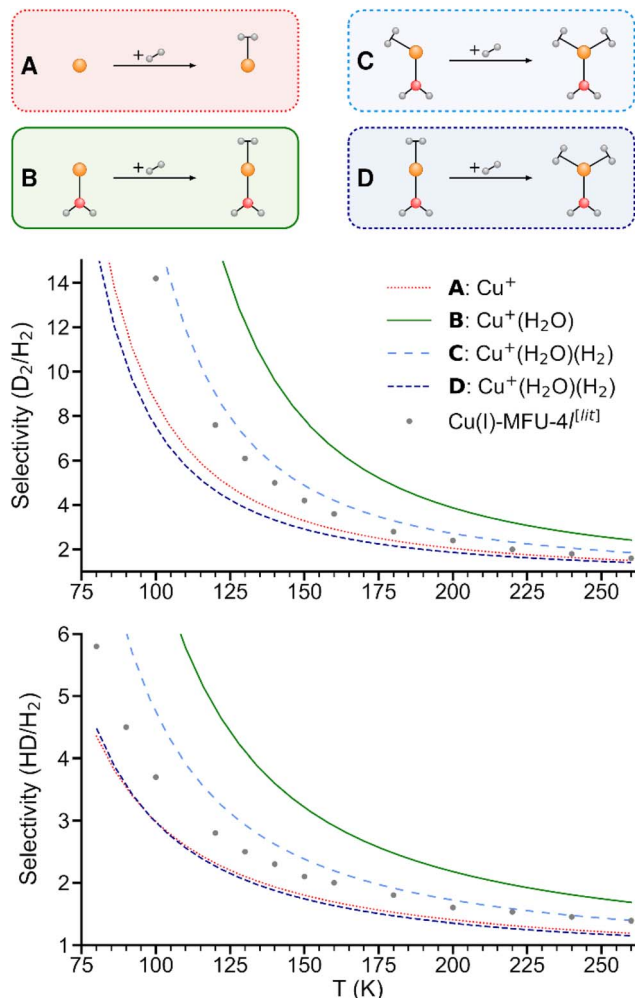 A + C +
B + D +
14
12
10
8
6
4
2
Selectivity (D₂/H₂)
A: Cu⁺
B: Cu⁺(H₂O)
C: Cu⁺(H₂O)(H₂)
D: Cu⁺(H₂O)(H₂)
Cu(I)-MFU-4l[lit]
75 100 125 150 175 200 225 250
6
5
4
3
2
1
Selectivity (HD/H₂)
75 100 125 150 175 200 225 250
T (K)